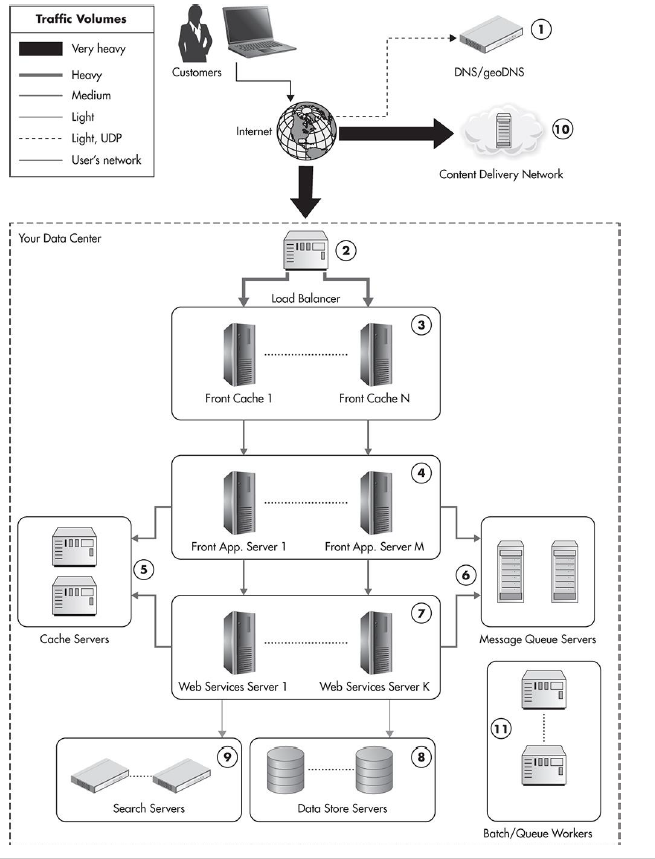 Traffic Volumes
Very heavy
Heavy
Medium
Light
Light, UDP
User's network
Customers
1
DNS/geoDNS
Internet
10
Content Delivery Network
Your Data Center
2
Load Balancer
3
Front Cache 1
Front Cache N
4
Front App. Server 1
Front App. Server M
5
Cache Servers
6
Message Queue Servers
7
Web Services Server 1
Web Services Server K
9
Search Servers
8
Data Store Servers
11
Batch/Queue Workers